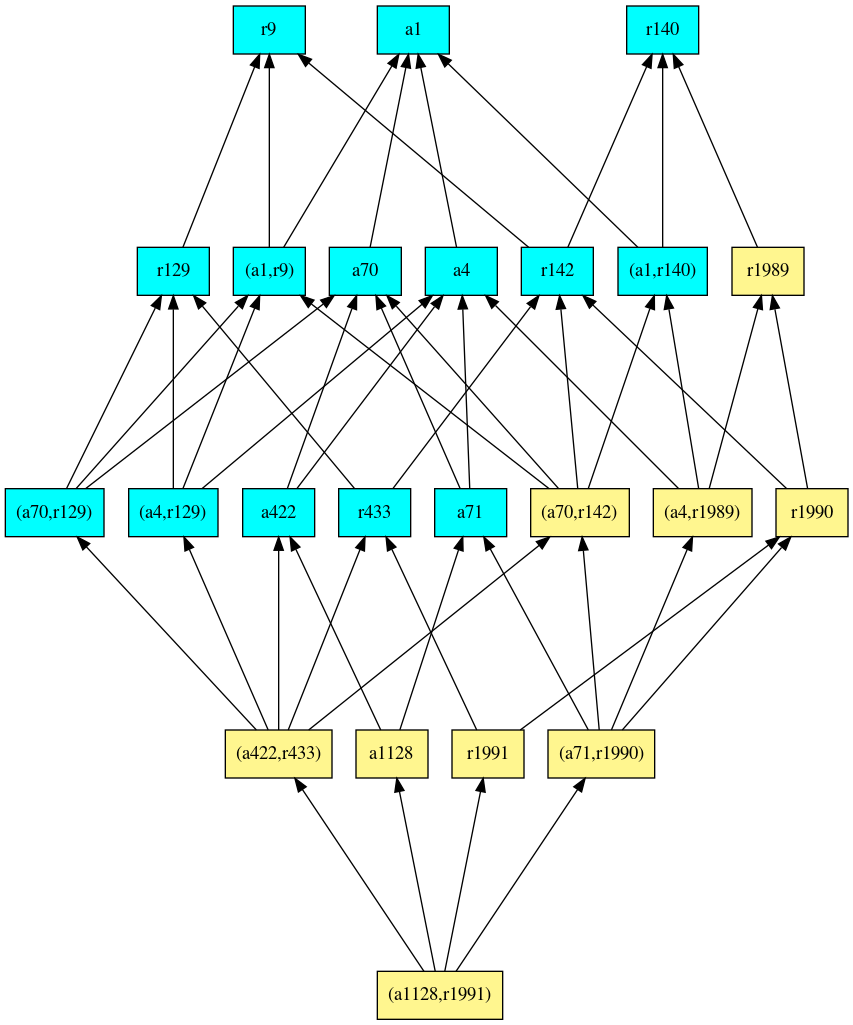 r9
a1
r140
r129
(a1,r9)
a70
a4
r142
(a1,r140)
r1989
(a70,r129)
(a4,r129)
a422
r433
a71
(a70,r142)
(a4,r1989)
r1990
(a422,r433)
a1128
r1991
(a71,r1990)
(a1128,r1991)